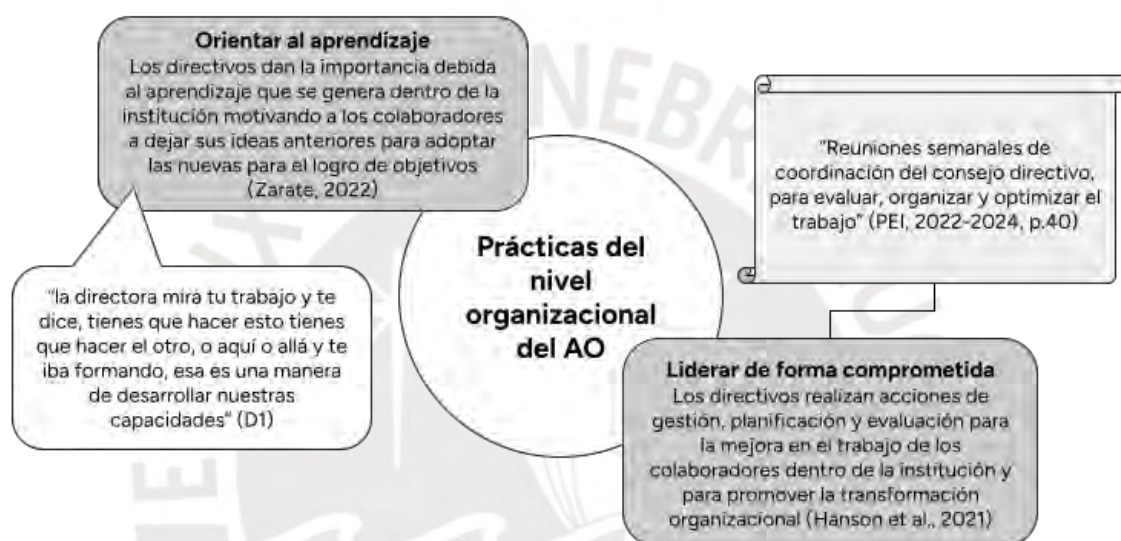 Orientar al aprendizaje
Los directivos dan la importancia debida
al aprendizaje que se genera dentro de la
institución motivando a los colaboradores
a dejar sus ideas anteriores para adoptar
las nuevas para el logro de objetivos
(Zarate, 2022)
"la directora mira tu trabajo y te
dice, tienes que hacer esto tienes
que hacer el otro, o aquí o allá y te
iba formando, esa es una manera
de desarrollar nuestras
capacidades" (D1)
Prácticas del
nivel
organizacional
del AO
"Reuniones semanales de
coordinación del consejo directivo,
para evaluar, organizar y optimizar el
trabajo" (PEI, 2022-2024, p.40)
Liderar de forma comprometida
Los directivos realizan acciones de
gestión, planificación y evaluación para
la mejora en el trabajo de los
colaboradores dentro de la institución y
para promover la transformación
organizacional (Hanson et al., 2021)